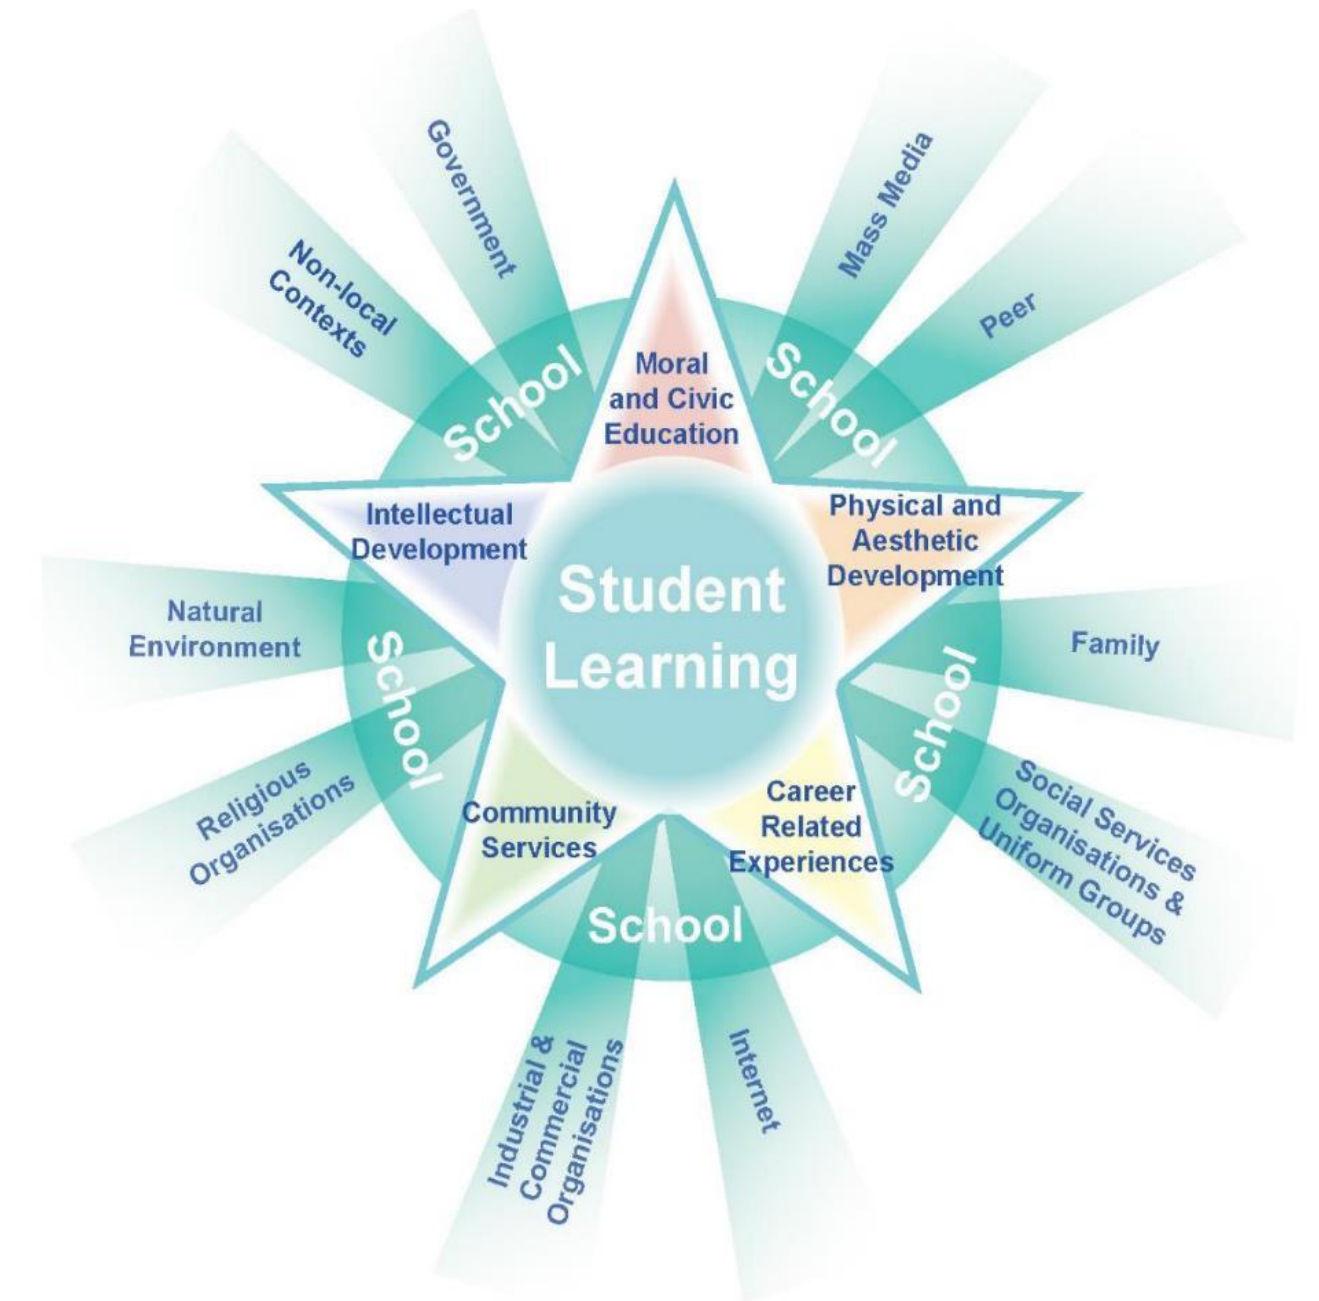 Government
Mass Media
Non-local
Contexts
Peer
School
School
Moral
and Civic
Education
Intellectual
Development
Physical and
Aesthetic
Development
Student
Learning
Natural
Environment
Family
School
School
Religious
Organisations
Social Services
Organisations &
Uniform Groups
Community
Services
Career
Related
Experiences
School
Industrial &
Commercial
Organisations
Internet